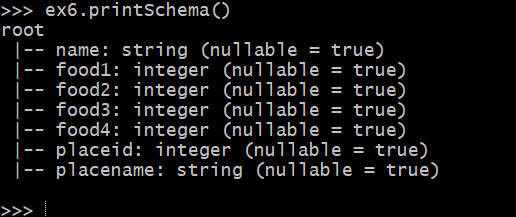 >>> ex6.printSchema()
root
 |-- name: string (nullable = true)
 |-- food1: integer (nullable = true)
 |-- food2: integer (nullable = true)
 |-- food3: integer (nullable = true)
 |-- food4: integer (nullable = true)
 |-- placeid: integer (nullable = true)
 |-- placename: string (nullable = true)
>>>